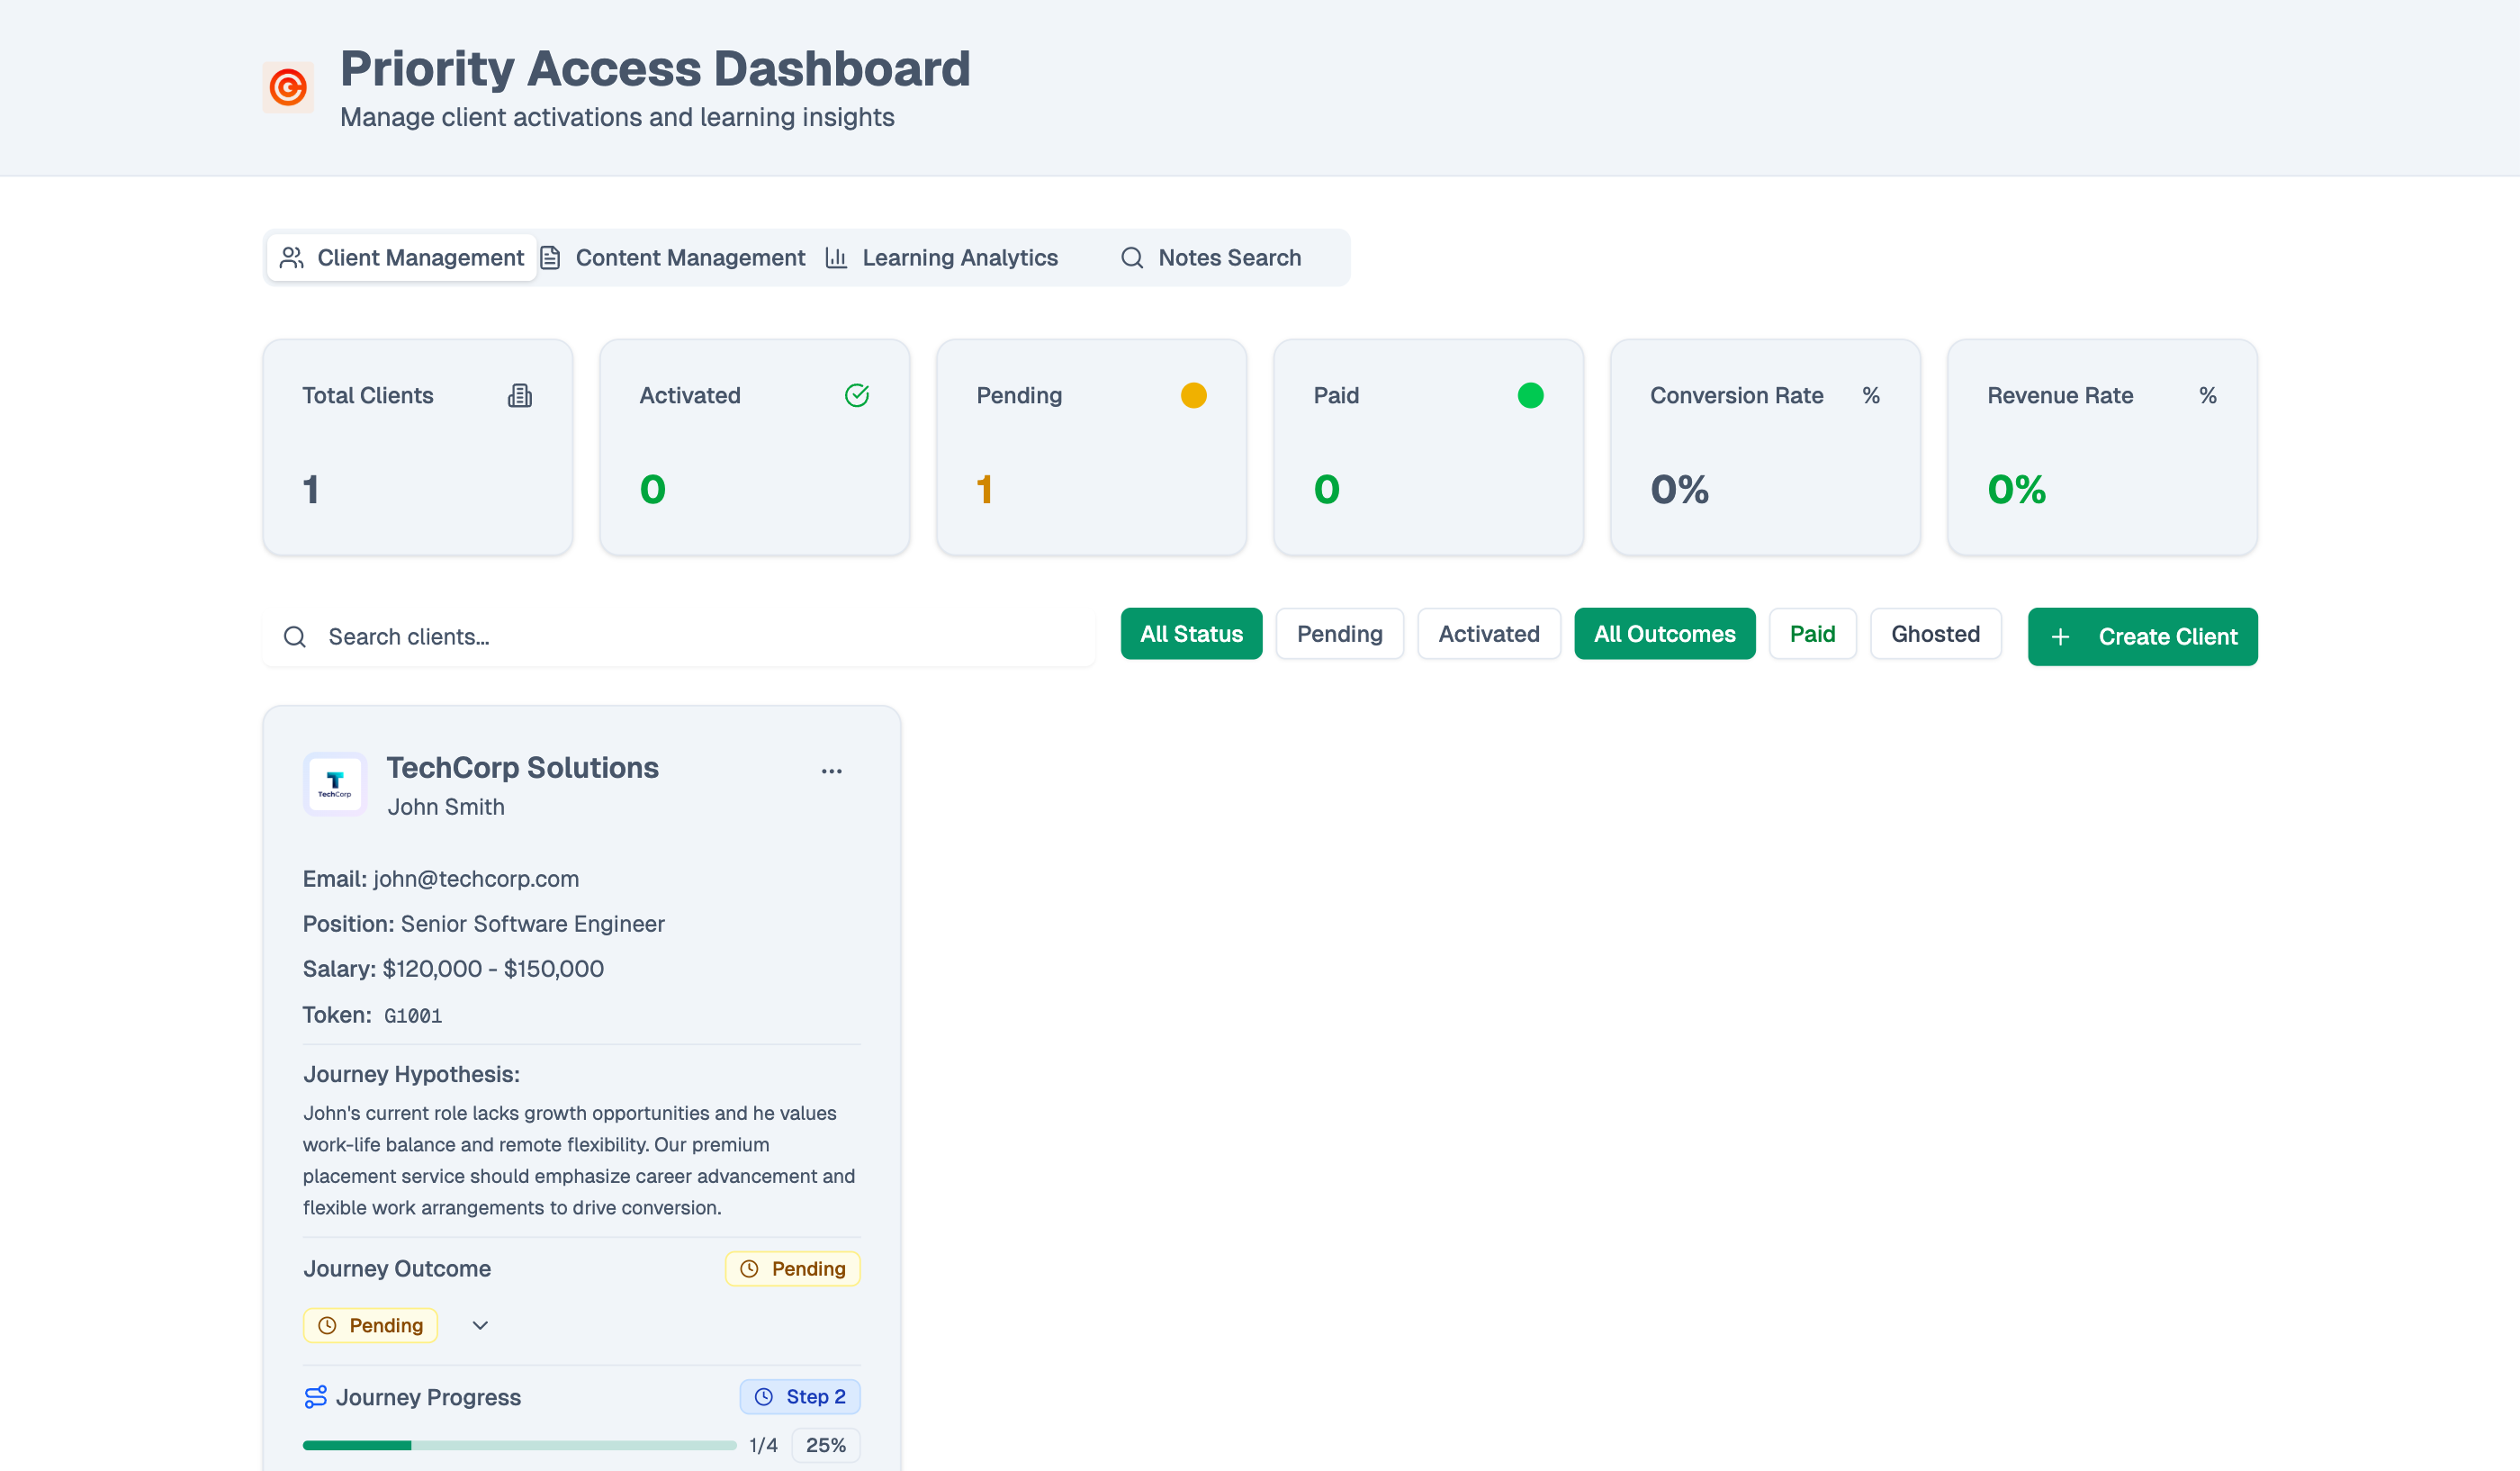 Priority Access Dashboard
Manage client activations and learning insights
Client Management
Content Management
Learning Analytics
Notes Search
Total Clients
1
Activated
0
Pending
1
Paid
0
Conversion Rate %
0%
Revenue Rate %
0%
Search clients...
All Status
Pending
Activated
All Outcomes
Paid
Ghosted
+ Create Client
T
TechCorp
TechCorp Solutions
...
John Smith
Email: john@techcorp.com
Position: Senior Software Engineer
Salary: $120,000 - $150,000
Token: G1001
Journey Hypothesis:
John's current role lacks growth opportunities and he values
work-life balance and remote flexibility. Our premium
placement service should emphasize career advancement and
flexible work arrangements to drive conversion.
Journey Outcome
Pending
Pending
Journey Progress
Step 2
1/4
25%